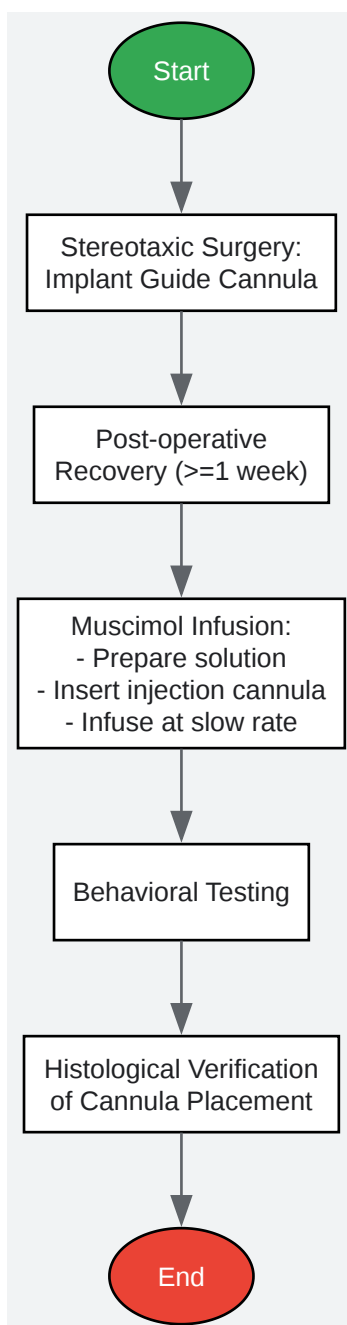 Start
Stereotaxic Surgery:
Implant Guide Cannula
Post-operative
Recovery (>=1 week)
Muscimol Infusion:
- Prepare solution
- Insert injection cannula
- Infuse at slow rate
Behavioral Testing
Histological Verification
of Cannula Placement
End